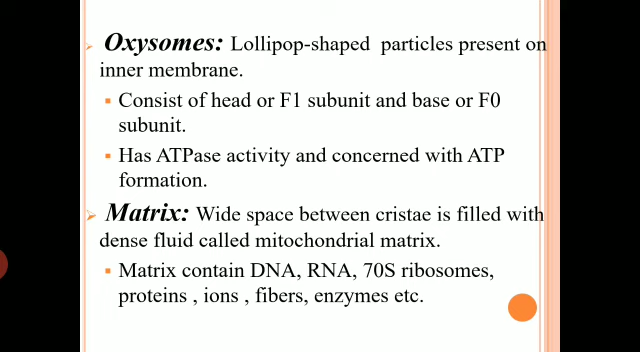 Oxysomes: Lollipop-shaped particles present on
inner membrane.
Consist of head or F1 subunit and base or F0
subunit.
Has ATPase activity and concerned with ATP
formation.
Matrix: Wide space between cristae is filled with
dense fluid called mitochondrial matrix.
Matrix contain DNA, RNA, 70S ribosomes,
proteins , ions , fibers, enzymes etc.